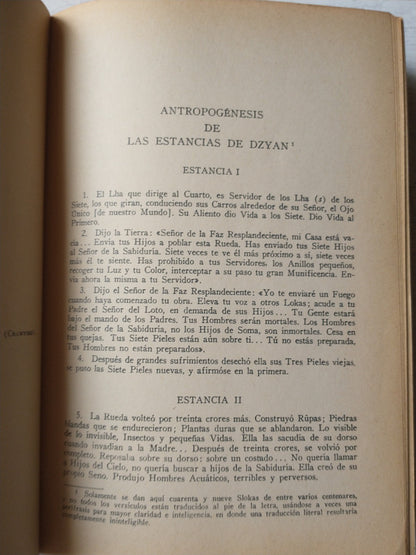 ANTROPOGÉNESIS
DE
LAS ESTANCIAS DE DZYAN ¹
ESTANCIA I
1. El Lha que dirige al Cuarto, es Servidor de los Lha (s) de los
Siete, los que giran, conduciendo sus Carros alrededor de su Señor, el Ojo
Único [de nuestro Mundo]. Su Aliento dio Vida a los Siete. Dio Vida al
Primero.
2. Dijo la Tierra: «Señor de la Faz Resplandeciente, mi Casa está va-
cía... Envía tus Hijos a poblar esta Rueda. Has enviado tus Siete Hijos
al Señor de la Sabiduría. Siete veces te ve él más próximo a sí, siete veces
más él te siente. Has prohibido a tus Servidores, los Anillos pequeños,
recoger tu Luz y tu Calor, interceptar a su paso tu gran Munificencia. En-
vía ahora la misma a tu Servidor».
3. Dijo el Señor de la Faz Resplandeciente: «Yo te enviaré un Fuego
cuando haya comenzado tu obra. Eleva tu voz a otros Lokas; acude a tu
Padre el Señor del Loto, en demanda de sus Hijos... Tu Gente estará
bajo el mando de los Padres. Tus Hombres serán mortales. Los Hombres
del Señor de la Sabiduría, no los Hijos de Soma, son inmortales. Cesa en
tus quejas. Tus Siete Pieles están aún sobre ti... Tú no estás preparada,
Tus Hombres no están preparados».
4. Después de grandes sufrimientos desechó ella sus Tres Pieles viejas,
se puso las Siete Pieles nuevas, y afirmóse en la primera.
ESTANCIA II
5. La Rueda volteó por treinta crores más. Construyó Rûpas; Piedras
blandas que se endurecieron; Plantas duras que se ablandaron. Lo visible
de lo invisible, Insectos y pequeñas Vidas. Ella las sacudía de su dorso
cuando invadían a la Madre... Después de treinta crores, se volvió por
completo. Reposaba sobre su dorso; sobre un costado... No quería llamar
a Hijos del Cielo, no quería buscar a hijos de la Sabiduría. Ella creó de su
propio Seno. Produjo Hombres Acuáticos, terribles y perversos.
¹ Solamente se dan aquí cuarenta y nueve Slokas de entre varios centenares,
y no todos los versículos están traducidos al pie de la letra, usándose a veces una
perífrasis para mayor claridad e inteligencia, en donde una traducción literal resultaría
completamente ininteligible.